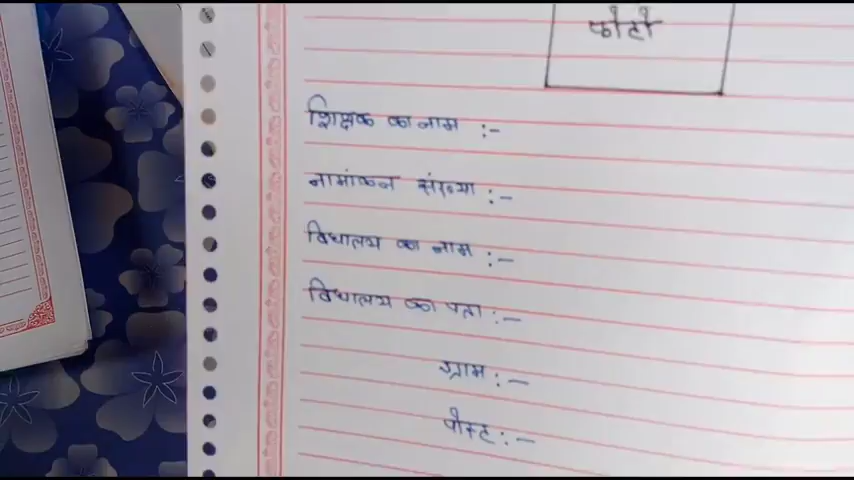 फोटो
शिक्षक का नाम :-
नामांकन संख्या :-
विद्यालय का नाम :-
विद्यालय का पता :-
ग्राम :-
पोस्ट :-